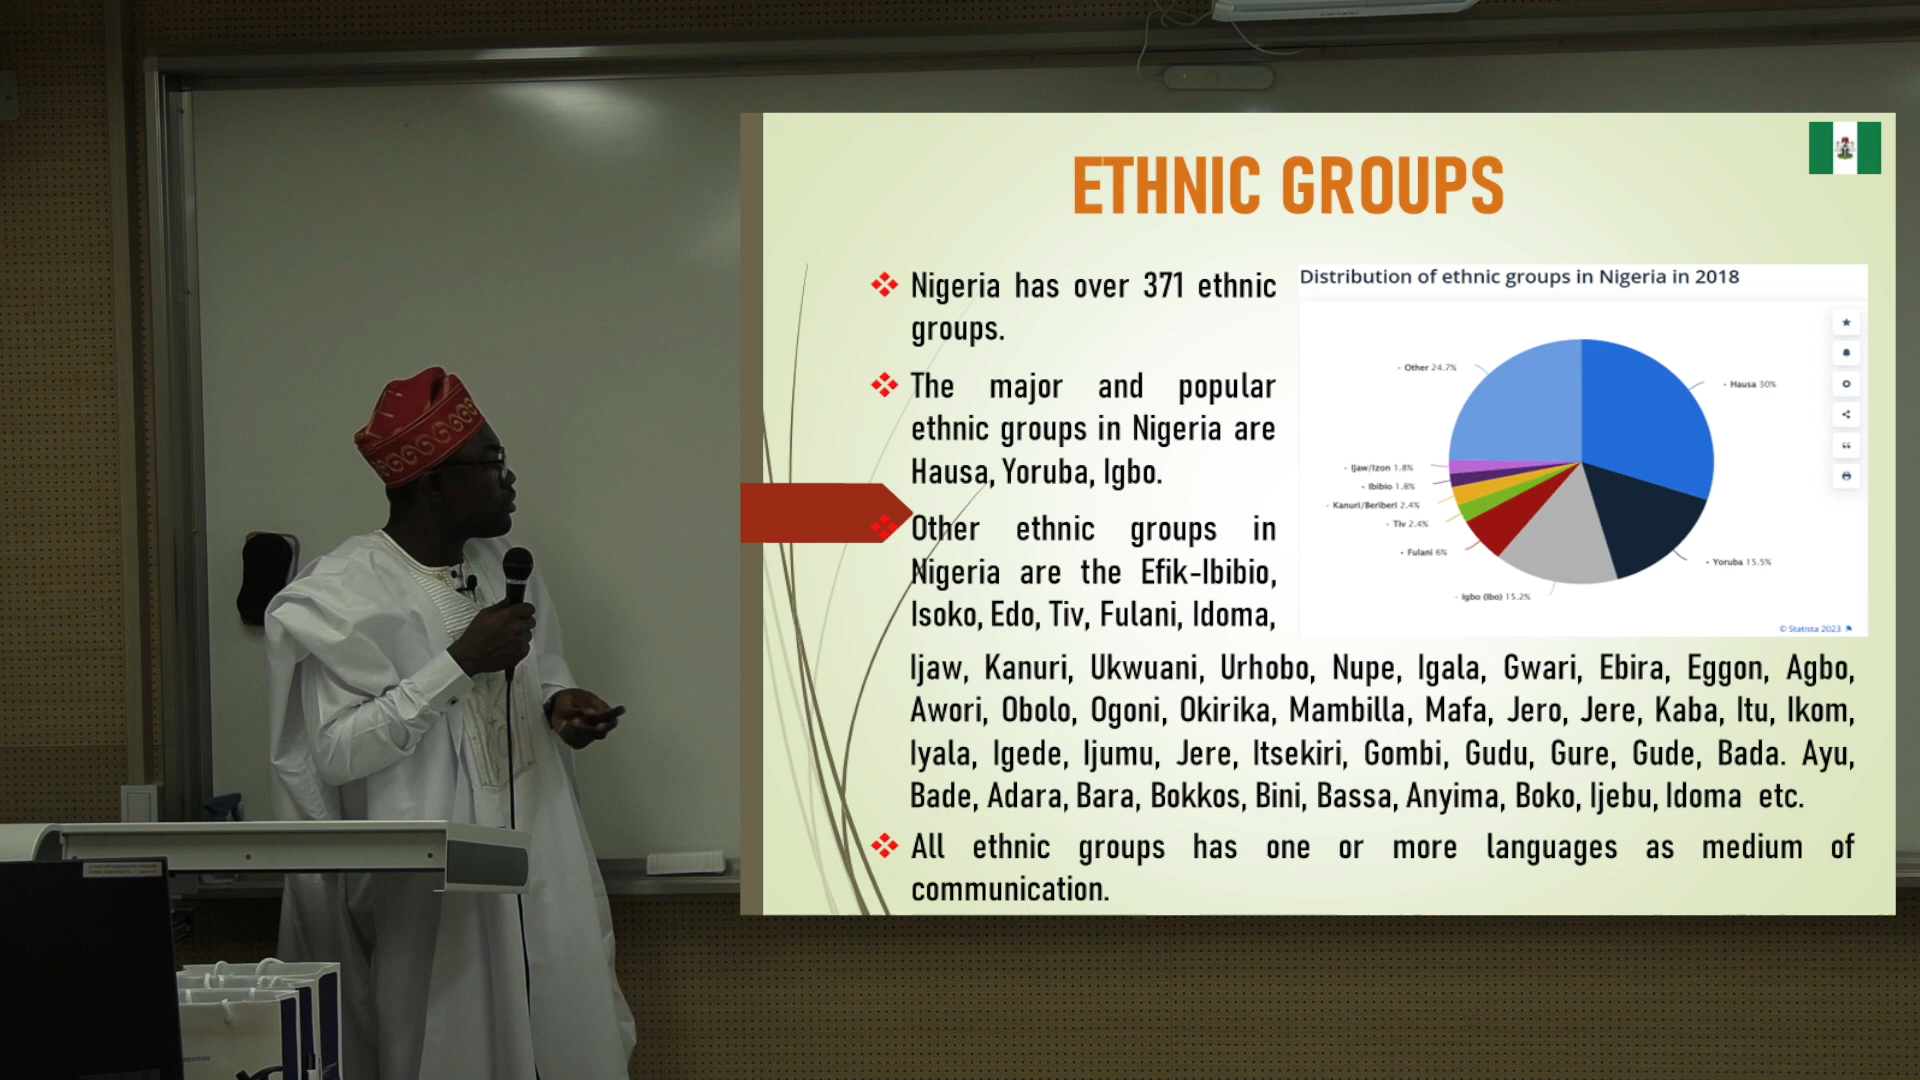 ETHNIC GROUPS
Nigeria has over 371 ethnic
groups.
The major and popular
ethnic groups in Nigeria are
Hausa, Yoruba, Igbo.
Other ethnic groups in
Nigeria are the Efik-Ibibio,
Isoko, Edo, Tiv, Fulani, Idoma,
Ijaw, Kanuri, Ukwuani, Urhobo, Nupe, Igala, Gwari, Ebira, Eggon, Agbo,
Awori, Obolo, Ogoni, Okirika, Mambilla, Mafa, Jero, Jere, Kaba, Itu, Ikom,
Iyala, Igede, Ijumu, Jere, Itsekiri, Gombi, Gudu, Gure, Gude, Bada. Ayu,
Bade, Adara, Bara, Bokkos, Bini, Bassa, Anyima, Boko, Ijebu, Idoma etc.
All ethnic groups has one or more languages as medium of
communication.
Distribution of ethnic groups in Nigeria in 2018
Other 24.7%
Hausa 30%
Ijaw/Izon 1.8%
Ibibio 1.8%
Kanuri/Beriberi 2.4%
Tiv 2.4%
Fulani 6%
Yoruba 15.5%
Igbo (Ibo) 15.2%
© Statista 2023